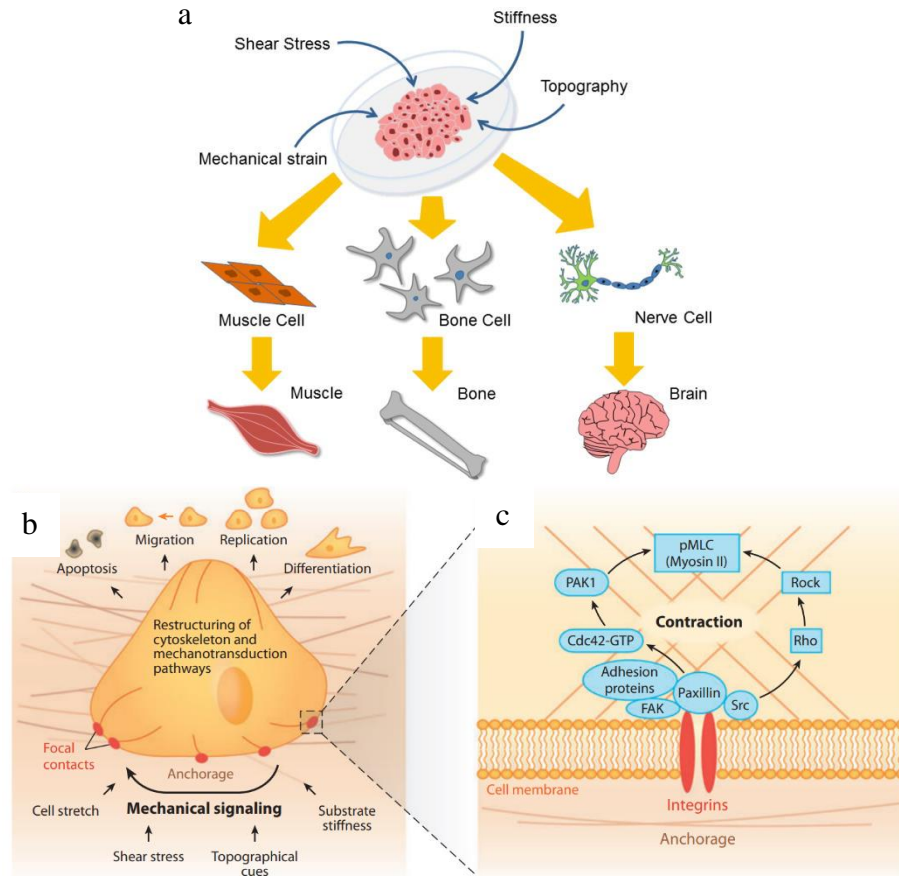 a
Stiffness
Shear Stress
Topography
Mechanical strain
Muscle Cell
Bone Cell
Nerve Cell
Muscle
Bone
Brain
b
Migration
Replication
Apoptosis
Differentiation
Restructuring of
cytoskeleton and
mechanotransduction
pathways
Focal
contacts
Anchorage
Cell stretch
Mechanical signaling
Substrate
stiffness
Shear stress
Topographical
cues
c
pMLC
(Myosin II)
PAK1
Rock
Contraction
Cdc42-GTP
Rho
Adhesion
proteins
Paxillin
FAK
Src
Cell membrane
Integrins
Anchorage